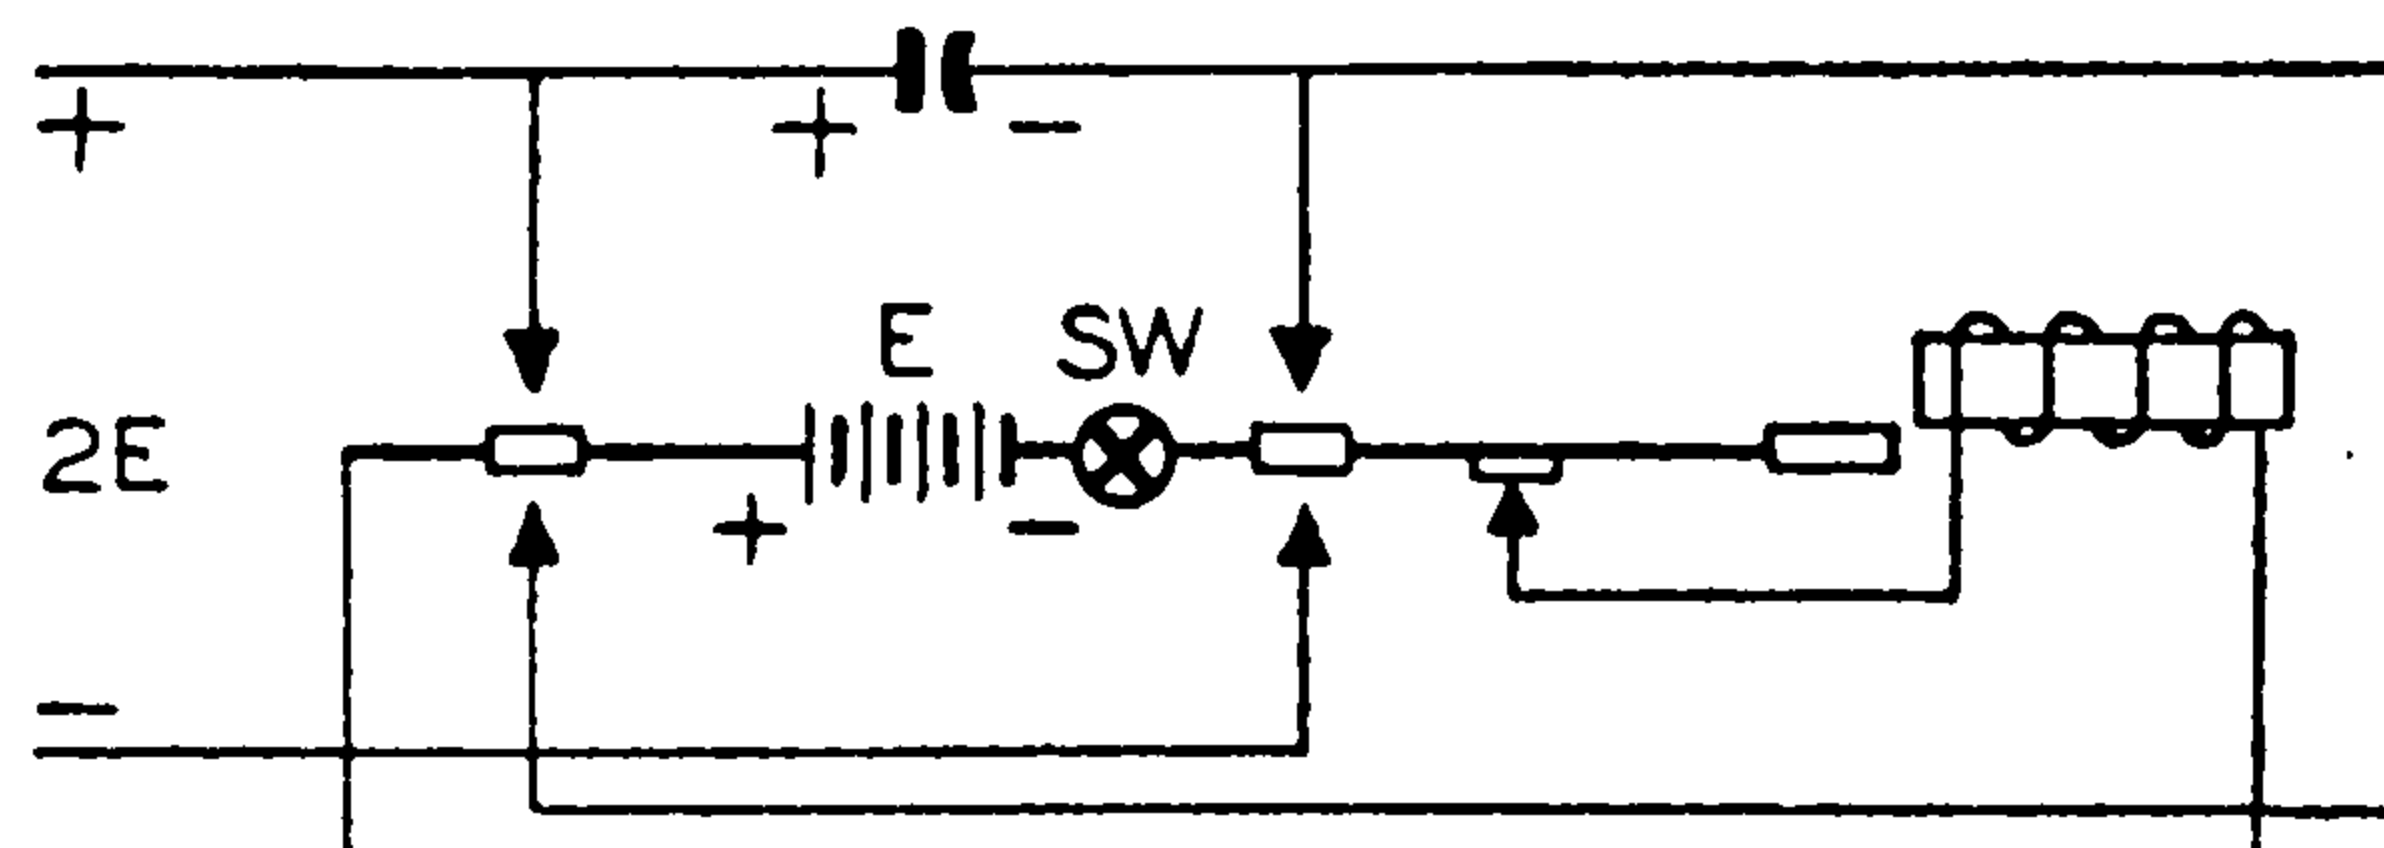 + + -
E SW
2E
+ -
-